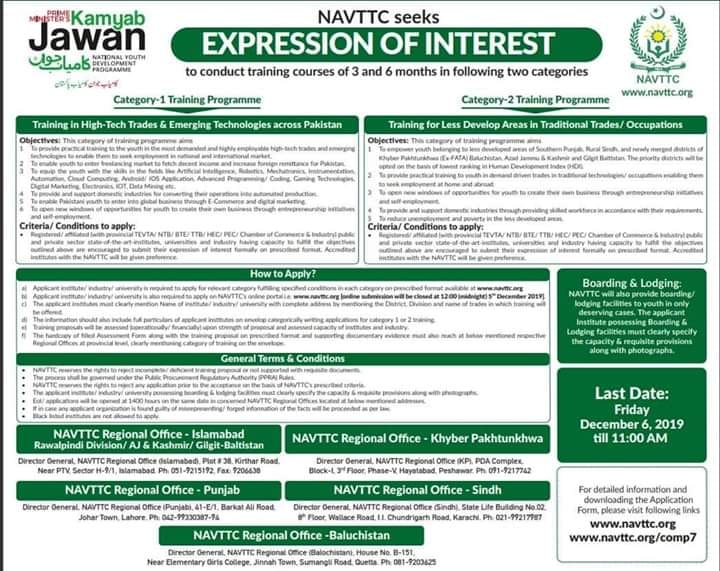 PRIME MINISTER'S Kamyab
Jawan
کامیاب جوان NATIONAL YOUTH DEVELOPMENT PROGRAMME
NAVTTC seeks
EXPRESSION OF INTEREST
to conduct training courses of 3 and 6 months in following two categories
NAVTTC
www.navttc.org
Category-1 Training Programme
Training in High-Tech Trades & Emerging Technologies across Pakistan
Objectives: This category of training programme aims
1 To provide practical training to the youth in the most demanded and highly employable high-tech trades and emerging
technologies to enable them to seek employment in national and international market.
2 To enable youth to enter freelancing market to fetch decent income and increase foreign remittance for Pakistan.
3 To equip the youth with the skills in the fields like Artificial Intelligence, Robotics, Mechatronics, Instrumentation,
Automation, Cloud Computing, Android/ IOS Application, Advanced Programming/ Coding, Gaming Technologies,
Digital Marketing, Electronics, IOT, Data Mining etc.
4 To provide and support domestic industries for converting their operations into automated production.
5 To enable Pakistan youth to enter into global business through E-Commerce and digital marketing.
6 To open new windows of opportunities for youth to create their own business through entrepreneurship initiatives
and self-employment.
Criteria/ Conditions to apply:
• Registered/ affiliated (with provincial TEVTA/ NTB/ BTE/ TTB/ HEC/ PEC/ Chamber of Commerce & Industry) public
and private sector state-of-the-art-institutes, universities and industry having capacity to fulfill the objectives
outlined above are encouraged to submit their expression of interest formally on prescribed format. Accredited
institutes with the NAVTTC will be given preference.
Category-2 Training Programme
Training for Less Develop Areas in Traditional Trades/ Occupations
Objectives: This category of training programme aims
1 To empower youth belonging to less developed areas of Southern Punjab, Rural Sindh, and newly merged districts of
Khyber Pakhtunkhwa (Ex-FATA) Baluchistan, Azad Jammu & Kashmir and Gilgit Baltistan. The priority districts will be
opted on the basis of lowest ranking in Human Development Index (HDI).
2 To provide practical training to youth in demand driven trades in technologies/ occupations enabling them
to seek employment at home and abroad.
3 To open new windows of opportunities for youth to create their own business through entrepreneurship initiatives
and self-employment.
4 To provide and support domestic industries through providing skilled workforce in accordance with their requirements.
5 To reduce unemployment and poverty in the less developed areas.
Criteria/ Conditions to apply:
• Registered/ affiliated (with provincial TEVTA/ NTB/ BTE/ TTB/ HEC/ PEC/ Chamber of Commerce & Industry) public
and private sector state-of-the-art-institutes, universities and industry having capacity to fulfill the objectives
outlined above are encouraged to submit their expression of interest formally on prescribed format. Accredited
institutes with the NAVTTC will be given preference.
How to Apply?
a) Applicant institute/ industry/ university is required to apply for relevant category fulfilling specified conditions in each category on prescribed format available at www.navttc.org
b) Applicant institute/ industry/ university is also required to apply on NAVTTC's online portal i.e. www.navttc.org [online submission will be closed at 12:00 (midnight) 5th December 2019].
c) The applicant institutes must clearly mention Name of institute/ industry/ university with complete address by mentioning the District, Division and name of trades in which training will
be offered.
d) The information should also include full particulars of applicant institutes on envelop categorically writing applications for category 1 or 2 training.
e) Training proposals will be assessed (operationally/ financially) upon strength of proposal and assessed capacity of institutes and industry.
f) The hardcopy of filled Assessment Form along with the training proposal on prescribed format and supporting documentary evidence must also reach at below mentioned respective
Regional Offices at provincial level, clearly mentioning category of training on the envelope.
General Terms & Conditions
• NAVTTC reserves the rights to reject incomplete/ deficient training proposal or not supported with requisite documents.
• The process shall be governed under the Public Procurement Regulatory Authority (PPRA) Rules.
• NAVTTC reserves the rights to reject any application prior to the acceptance on the basis of NAVTTC's prescribed criteria.
• The applicant institute/ industry/ university possessing boarding & lodging facilities must clearly specify the capacity & requisite provisions along with photographs.
• EoI/ applications will be opened at 1400 hours on the same date in concerned NAVTTC Regional Offices located at below mentioned addresses.
• If in case any applicant organization is found guilty of misrepresenting/ forged information of the facts will be proceeded as per law.
• Black listed institutes are not allowed to apply.
Boarding & Lodging:
NAVTTC will also provide boarding/
lodging facilities to youth in only
deserving cases. The applicant
Institute possessing Boarding &
Lodging facilities must clearly specify
the capacity & requisite provisions
along with photographs.
Last Date:
Friday
December 6, 2019
till 11:00 AM
NAVTTC Regional Office - Islamabad
Rawalpindi Division/ AJ & Kashmir/ Gilgit-Baltistan
Director General, NAVTTC Regional Office (Islamabad), Plot # 38, Kirthar Road,
Near PTV, Sector H-9/1, Islamabad. Ph: 051-9215192, Fax: 9206638
NAVTTC Regional Office - Khyber Pakhtunkhwa
Director General, NAVTTC Regional Office (KP), PDA Complex,
Block-I, 3rd Floor, Phase-V, Hayatabad, Peshawar. Ph: 091-9217742
NAVTTC Regional Office - Punjab
Director General, NAVTTC Regional Office (Punjab), 41-E/1, Barkat Ali Road,
Johar Town, Lahore. Ph: 042-99330387-94
NAVTTC Regional Office - Sindh
Director General, NAVTTC Regional Office (Sindh), State Life Building No.02,
8th Floor, Wallace Road, I.I. Chundrigarh Road, Karachi. Ph: 021-99217987
NAVTTC Regional Office -Baluchistan
Director General, NAVTTC Regional Office (Balochistan), House No. B-151,
Near Elementary Girls College, Jinnah Town, Sumangli Road, Quetta. Ph: 081-9203625
For detailed information and
downloading the Application
Form, please visit following links
www.navttc.org
www.navttc.org/comp7